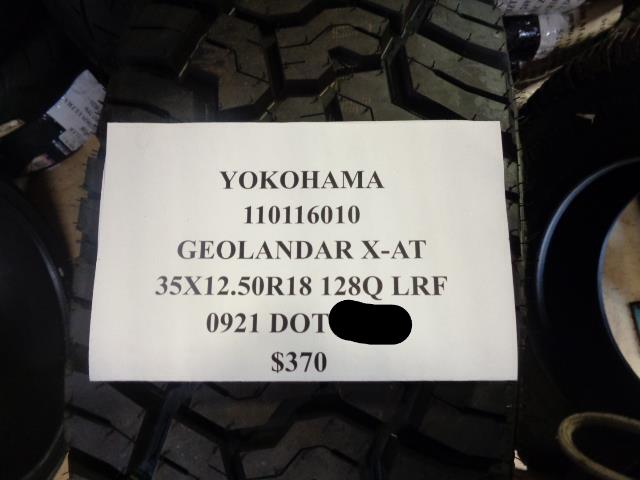 YOKOHAMA
110116010
GEOLANDAR X-AT
35X12.50R18 128Q LRF
0921 DOT
$370